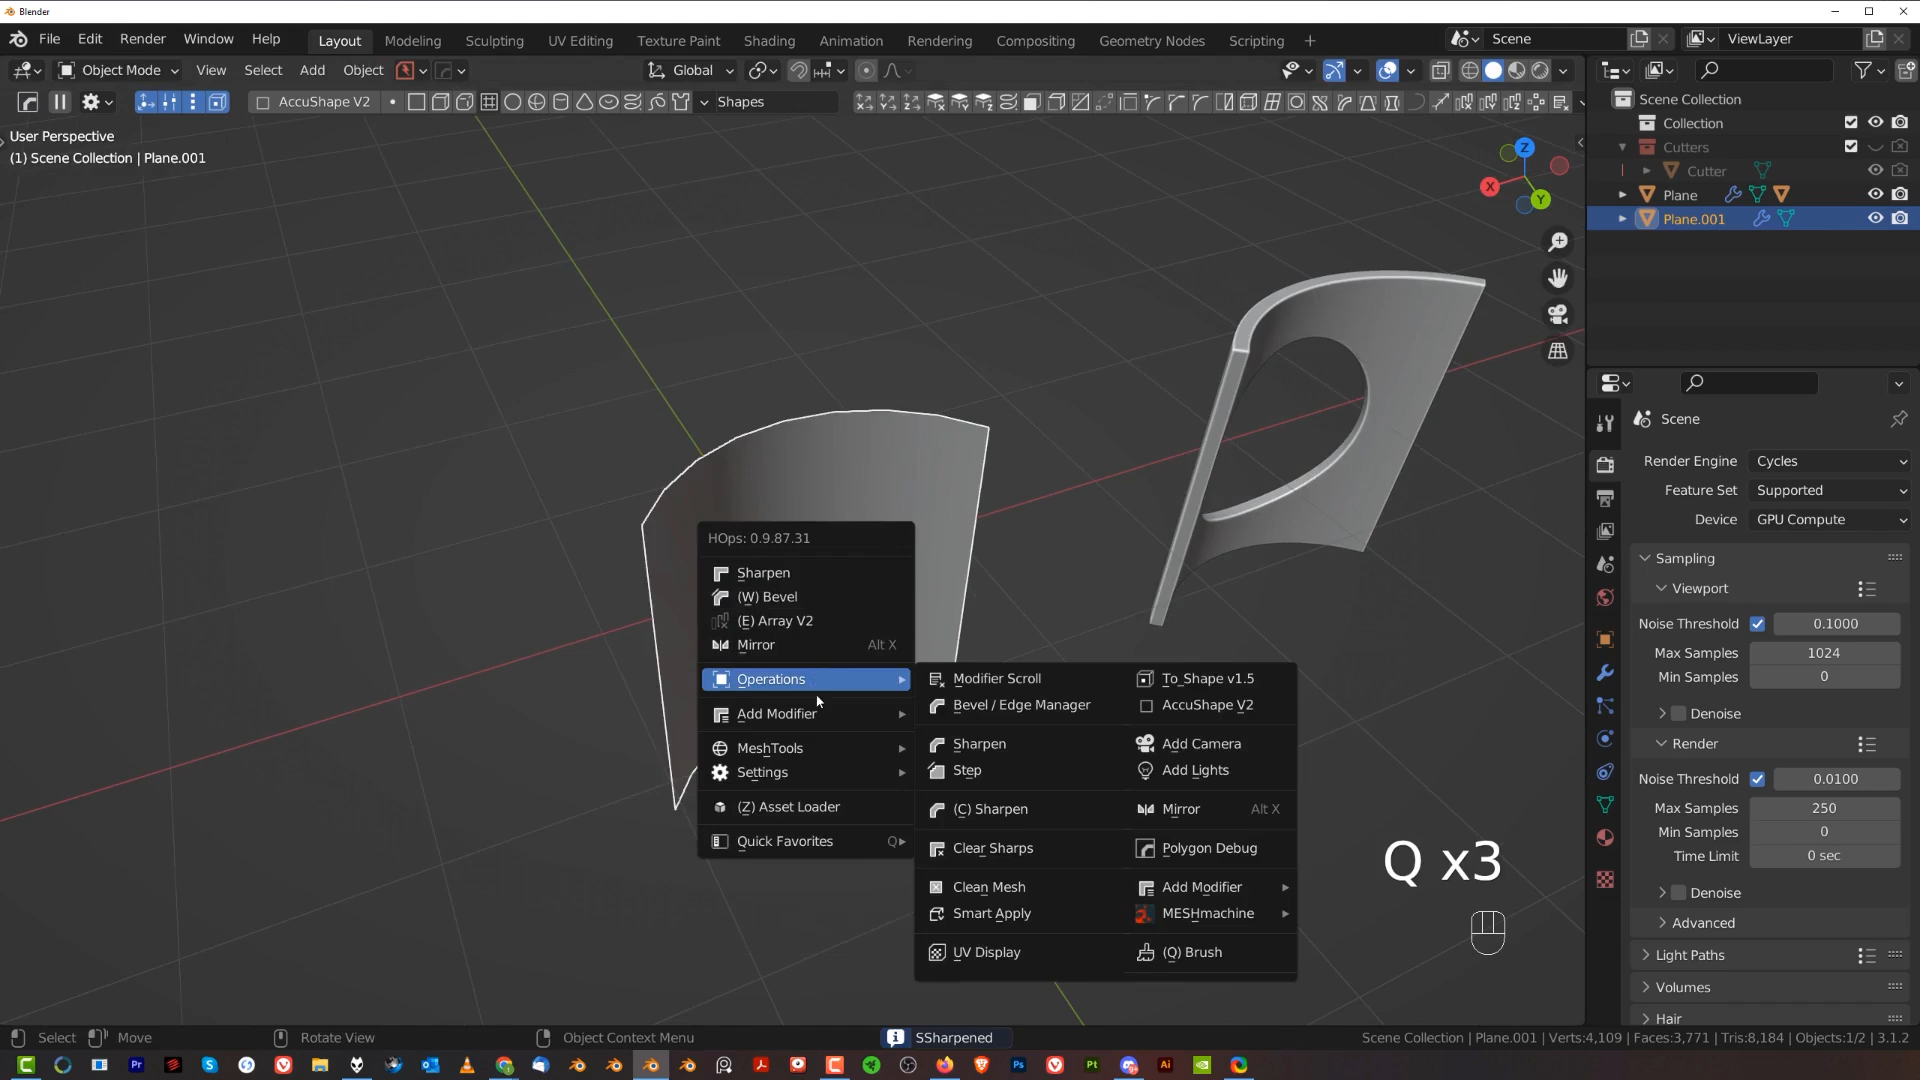 Blender
File Edit Render Window Help
Layout Modeling Sculpting UV Editing Texture Paint Shading Animation Rendering Compositing Geometry Nodes Scripting +
Scene
ViewLayer
Object Mode View Select Add Object
Global
AccuShape V2
Shapes
User Perspective
(1) Scene Collection | Plane.001
Z
X
Y
Scene Collection
Collection
Cutters
Cutter
Plane
Plane.001
HOps: 0.9.87.31
Sharpen
(W) Bevel
(E) Array V2
Mirror Alt X
Operations
Add Modifier
MeshTools
Settings
(Z) Asset Loader
Quick Favorites Q
Modifier Scroll
Bevel / Edge Manager
Sharpen
Step
(C) Sharpen
Clear Sharps
Clean Mesh
Smart Apply
UV Display
To_Shape v1.5
AccuShape V2
Add Camera
Add Lights
Mirror Alt X
Polygon Debug
Add Modifier
MESHmachine
(Q) Brush
Q x3
Scene
Render Engine Cycles
Feature Set Supported
Device GPU Compute
Sampling
Viewport
Noise Threshold 0.1000
Max Samples 1024
Min Samples 0
Denoise
Render
Noise Threshold 0.0100
Max Samples 250
Min Samples 0
Time Limit 0 sec
Denoise
Advanced
Light Paths
Volumes
Hair
Select Move Rotate View Object Context Menu
SSharpened
Scene Collection | Plane.001 | Verts:4,109 | Faces:3,771 | Tris:8,184 | Objects:1/2 | 3.1.2
Pr
S
Ps
Pt
Ai